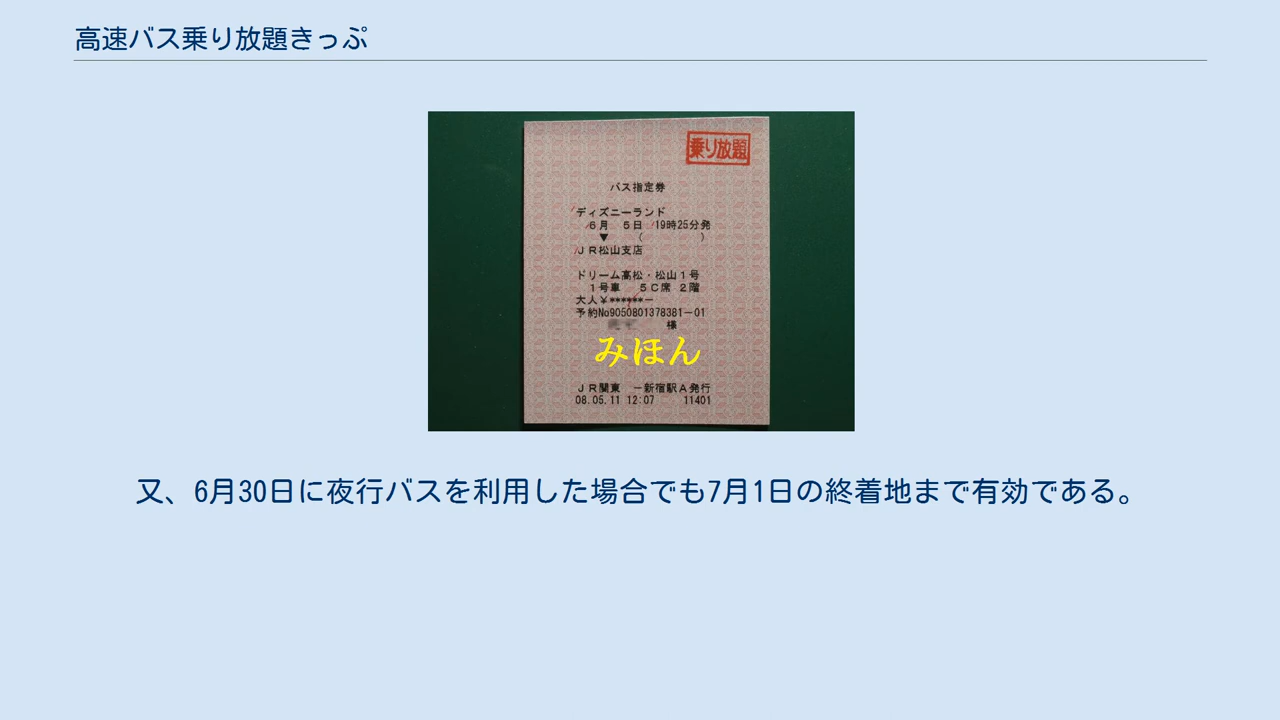 高速バス乗り放題きっぷ
乗り放題
バス指定券
ディズニーランド
6月 5日 19時25分発
▼ ( )
JR松山支店
ドリーム高松・松山1号
1号車 5C席 2階
大人¥******−
予約No9050801378381−01
様
みほん
JR関東 −新宿駅A発行
08.05.11 12:07 11401
又、6月30日に夜行バスを利用した場合でも7月1日の終着地まで有効である。